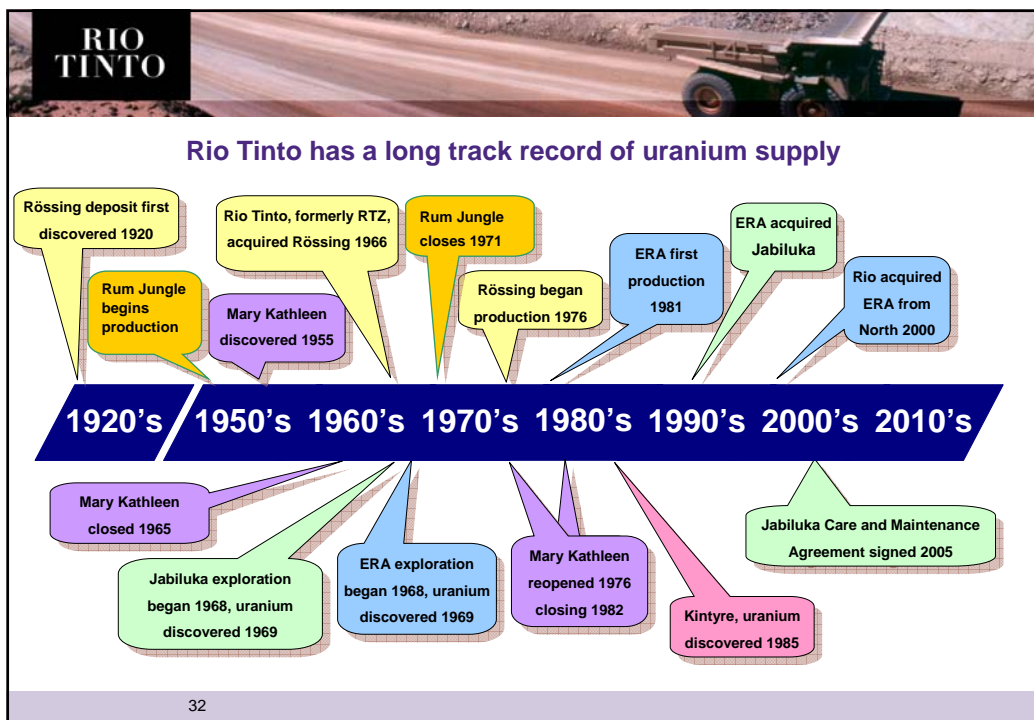 RIO
TINTO
Rio Tinto has a long track record of uranium supply
Rössing deposit first
discovered 1920
Rum Jungle
begins
production
Mary Kathleen
discovered 1955
Rio Tinto, formerly RTZ,
acquired Rössing 1966
Rum Jungle
closes 1971
Rössing began
production 1976
ERA first
production
1981
ERA acquired
Jabiluka
Rio acquired
ERA from
North 2000
1920's 1950's 1960's 1970's 1980's 1990's 2000's 2010's
Mary Kathleen
closed 1965
Jabiluka exploration
began 1968, uranium
discovered 1969
ERA exploration
began 1968, uranium
discovered 1969
Mary Kathleen
reopened 1976
closing 1982
Kintyre, uranium
discovered 1985
Jabiluka Care and Maintenance
Agreement signed 2005
32